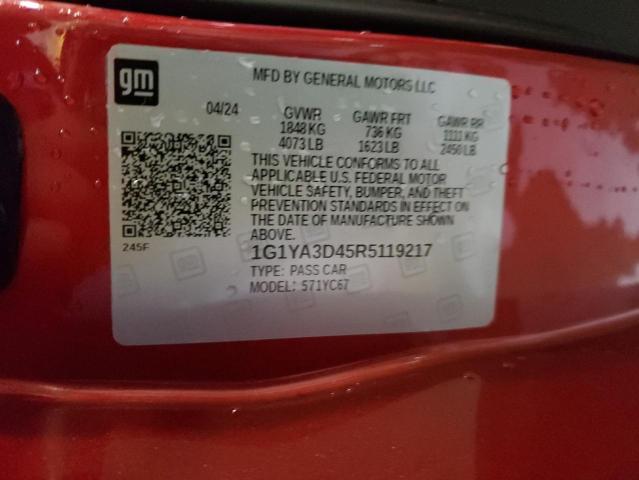 gm
MFD BY GENERAL MOTORS LLC
04/24 GVWR GAWR FRT GAWR RR
1848 KG 736 KG 1111 KG
4073 LB 1623 LB 2450 LB
THIS VEHICLE CONFORMS TO ALL
APPLICABLE U.S. FEDERAL MOTOR
VEHICLE SAFETY, BUMPER, AND THEFT
PREVENTION STANDARDS IN EFFECT ON
THE DATE OF MANUFACTURE SHOWN
ABOVE.
245F
1G1YA3D45R5119217
TYPE: PASS CAR
MODEL: 571YC67